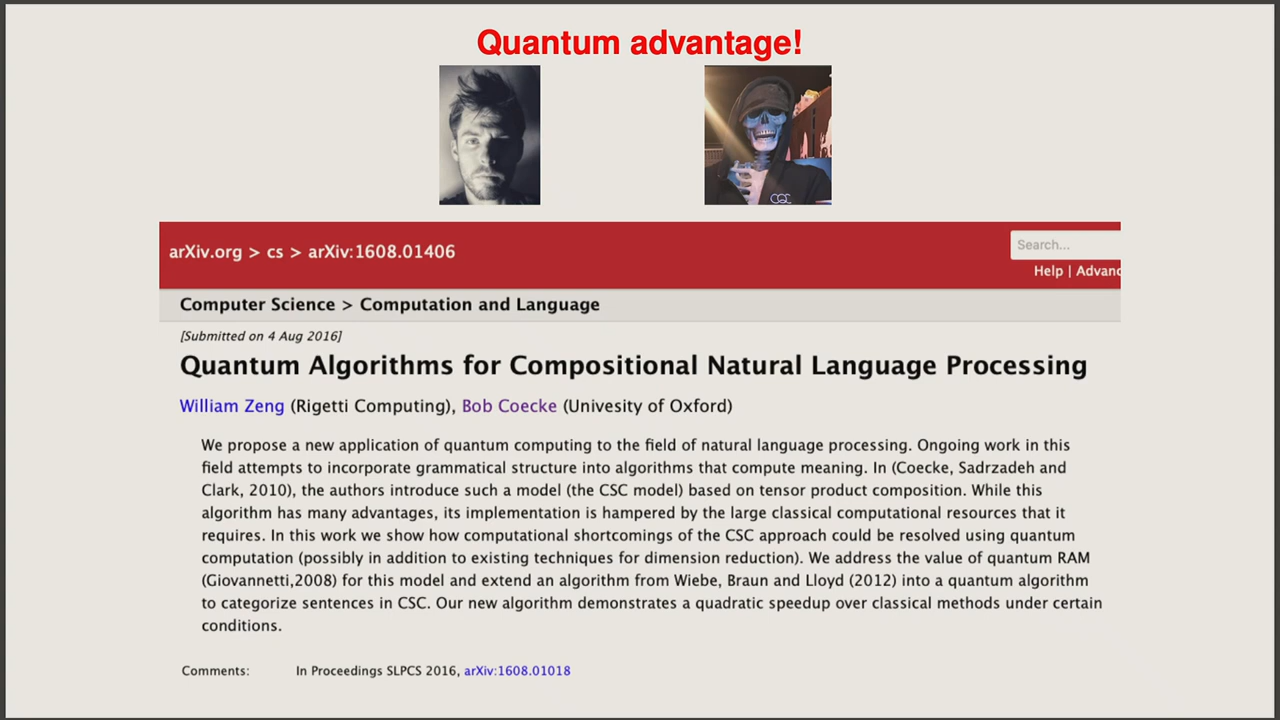 Quantum advantage!
CQC
arXiv.org > cs > arXiv:1608.01406
Search...
Help | Advanc
Computer Science > Computation and Language
[Submitted on 4 Aug 2016]
Quantum Algorithms for Compositional Natural Language Processing
William Zeng (Rigetti Computing), Bob Coecke (Univesity of Oxford)
We propose a new application of quantum computing to the field of natural language processing. Ongoing work in this
field attempts to incorporate grammatical structure into algorithms that compute meaning. In (Coecke, Sadrzadeh and
Clark, 2010), the authors introduce such a model (the CSC model) based on tensor product composition. While this
algorithm has many advantages, its implementation is hampered by the large classical computational resources that it
requires. In this work we show how computational shortcomings of the CSC approach could be resolved using quantum
computation (possibly in addition to existing techniques for dimension reduction). We address the value of quantum RAM
(Giovannetti,2008) for this model and extend an algorithm from Wiebe, Braun and Lloyd (2012) into a quantum algorithm
to categorize sentences in CSC. Our new algorithm demonstrates a quadratic speedup over classical methods under certain
conditions.
Comments: In Proceedings SLPCS 2016, arXiv:1608.01018